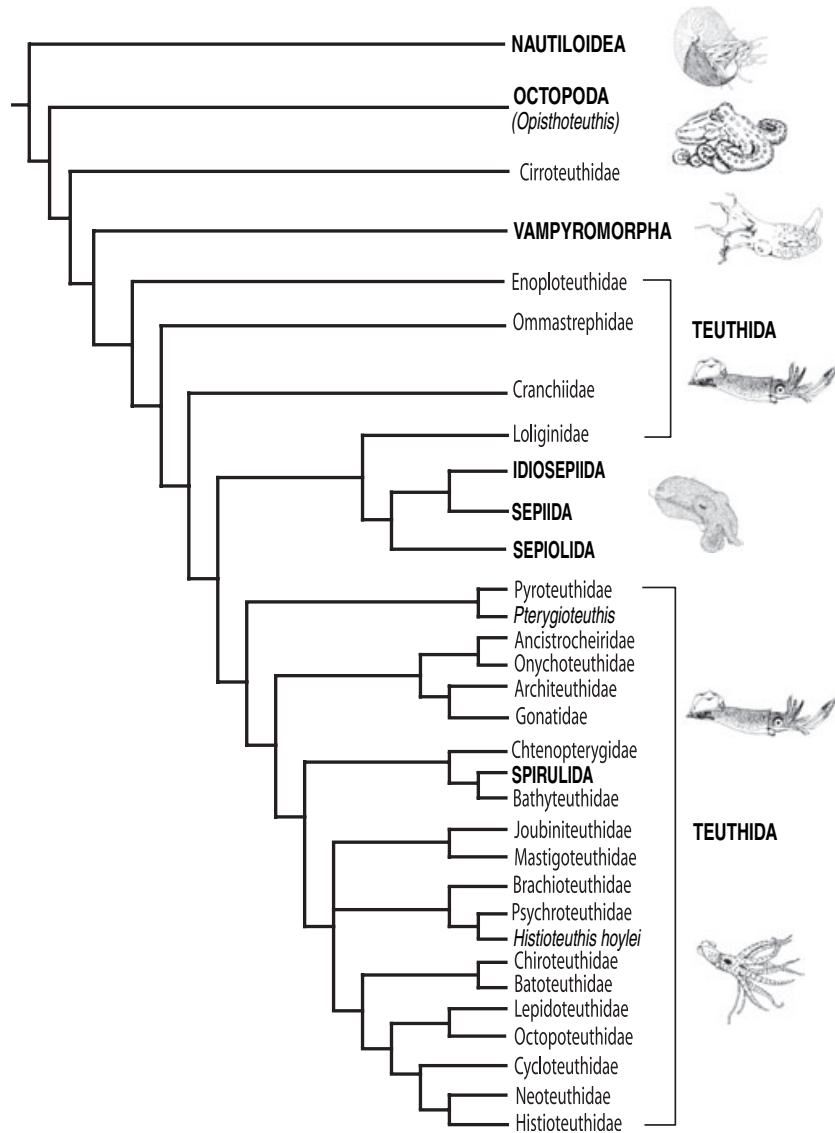 NAUTILOIDEA
OCTOPODA
(Opisthoteuthis)
Cirroteuthidae
VAMPYROMORPHA
Enoploteuthidae
Ommastrephidae
TEUTHIDA
Cranchiidae
Loliginidae
IDIOSEPIIDA
SEPIIDA
SEPIOLIDA
Pyroteuthidae
Pterygioteuthis
Ancistrocheiridae
Onychoteuthidae
Architeuthidae
Gonatidae
Chtenopterygidae
SPIRULIDA
Bathyteuthidae
Joubiniteuthidae
TEUTHIDA
Mastigoteuthidae
Brachioteuthidae
Psychroteuthidae
Histioteuthis hoylei
Chiroteuthidae
Batoteuthidae
Lepidoteuthidae
Octopoteuthidae
Cycloteuthidae
Neoteuthidae
Histioteuthidae